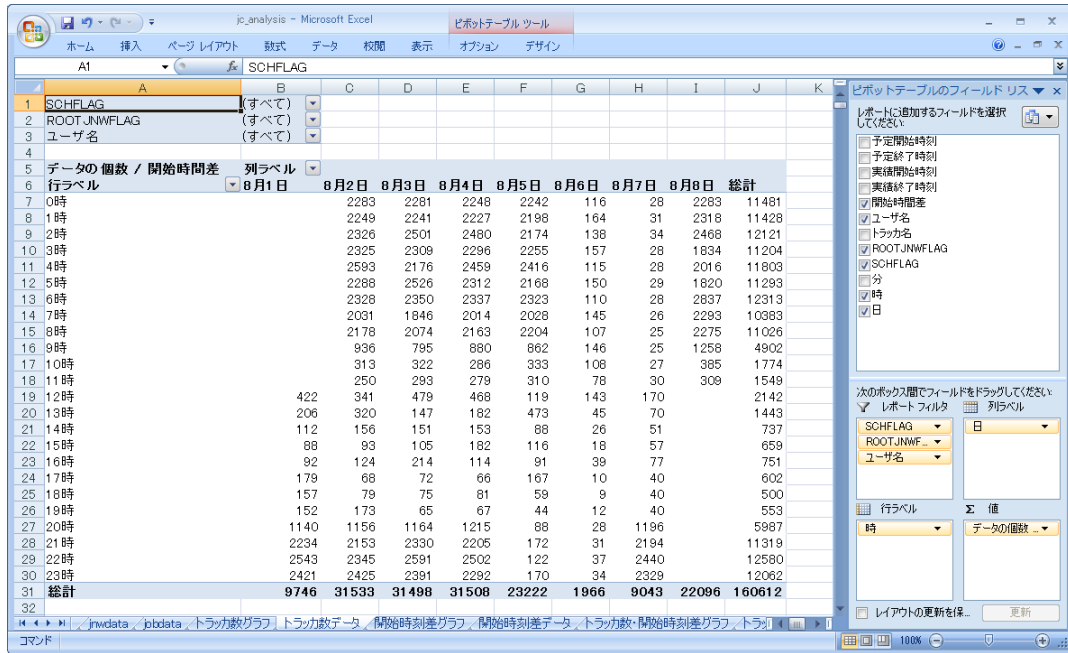 jc_analysis - Microsoft Excel ピボットテーブル ツール
ホーム 挿入 ページ レイアウト 数式 データ 校閲 表示 オプション デザイン
A1 fx SCHFLAG
A B C D E F G H I J K
1 SCHFLAG (すべて)
2 ROOTJNWFLAG (すべて)
3 ユーザ名 (すべて)
4
5 データの個数 / 開始時間差 列ラベル
6 行ラベル 8月1日 8月2日 8月3日 8月4日 8月5日 8月6日 8月7日 8月8日 総計
7 0時 2283 2281 2248 2242 116 28 2283 11481
8 1時 2249 2241 2227 2198 164 31 2318 11428
9 2時 2326 2501 2480 2174 138 34 2468 12121
10 3時 2325 2309 2296 2255 157 28 1834 11204
11 4時 2593 2176 2459 2416 115 28 2016 11803
12 5時 2288 2526 2312 2168 150 29 1820 11293
13 6時 2328 2350 2337 2323 110 28 2837 12313
14 7時 2031 1846 2014 2028 145 26 2293 10383
15 8時 2178 2074 2163 2204 107 25 2275 11026
16 9時 936 795 880 862 146 25 1258 4902
17 10時 313 322 286 333 108 27 385 1774
18 11時 250 293 279 310 78 30 309 1549
19 12時 422 341 479 468 119 143 170 2142
20 13時 206 320 147 182 473 45 70 1443
21 14時 112 156 151 153 88 26 51 737
22 15時 88 93 105 182 116 18 57 659
23 16時 92 124 214 114 91 39 77 751
24 17時 179 68 72 66 167 10 40 602
25 18時 157 79 75 81 59 9 40 500
26 19時 152 173 65 67 44 12 40 553
27 20時 1140 1156 1164 1215 88 28 1196 5987
28 21時 2234 2153 2330 2205 172 31 2194 11319
29 22時 2543 2345 2591 2502 122 37 2440 12580
30 23時 2421 2425 2391 2292 170 34 2329 12062
31 総計 9746 31533 31498 31508 23222 1966 9043 22096 160612
32
jnwdata jobdata トラッカ数グラフ トラッカ数データ 開始時刻差グラフ 開始時刻差データ トラッカ数・開始時刻差グラフ トラッ
コマンド 100%
ピボットテーブルのフィールド リスト
レポートに追加するフィールドを選択してください:
予定開始時刻
予定終了時刻
実績開始時刻
実績終了時刻
開始時間差
ユーザ名
トラッカ名
ROOTJNWFLAG
SCHFLAG
分
時
日
次のボックス間でフィールドをドラッグしてください:
レポート フィルタ 列ラベル
SCHFLAG 日
ROOTJNWF...
ユーザ名
行ラベル Σ 値
時 データの個数 ...
レイアウトの更新を保... 更新